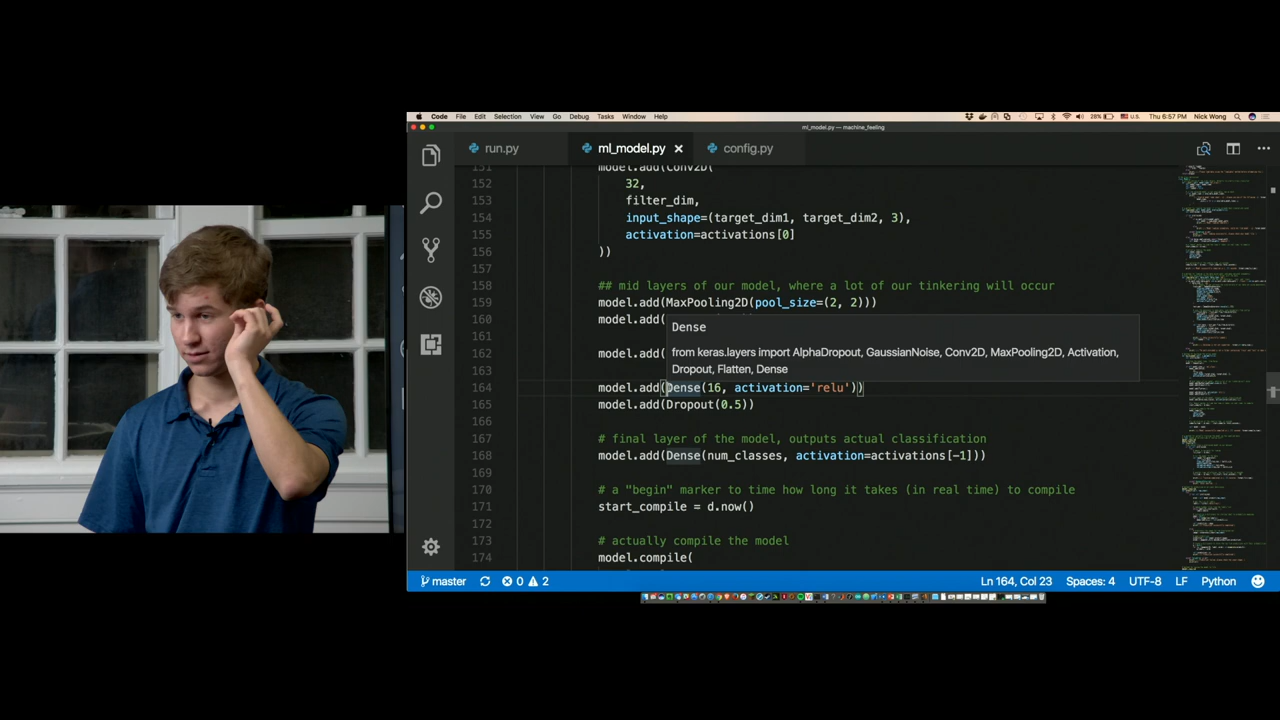 Code File Edit Selection View Go Debug Tasks Window Help
28% U.S. Thu 6:57 PM Nick Wong
ml_model.py — machine_feeling
run.py
ml_model.py
config.py
151 model.add(Conv2D(
152 32,
153 filter_dim,
154 input_shape=(target_dim1, target_dim2, 3),
155 activation=activations[0]
156 ))
157
158 ## mid layers of our model, where a lot of our tinkering will occur
159 model.add(MaxPooling2D(pool_size=(2, 2)))
160 model.add(
Dense
162 model.add(
from keras.layers import AlphaDropout, GaussianNoise, Conv2D, MaxPooling2D, Activation,
Dropout, Flatten, Dense
164 model.add(Dense(16, activation='relu'))
165 model.add(Dropout(0.5))
166
167 # final layer of the model, outputs actual classification
168 model.add(Dense(num_classes, activation=activations[-1]))
169
170 # a "begin" marker to time how long it takes (in real time) to compile
171 start_compile = d.now()
172
173 # actually compile the model
174 model.compile(
master 0 2 Ln 164, Col 23 Spaces: 4 UTF-8 LF Python